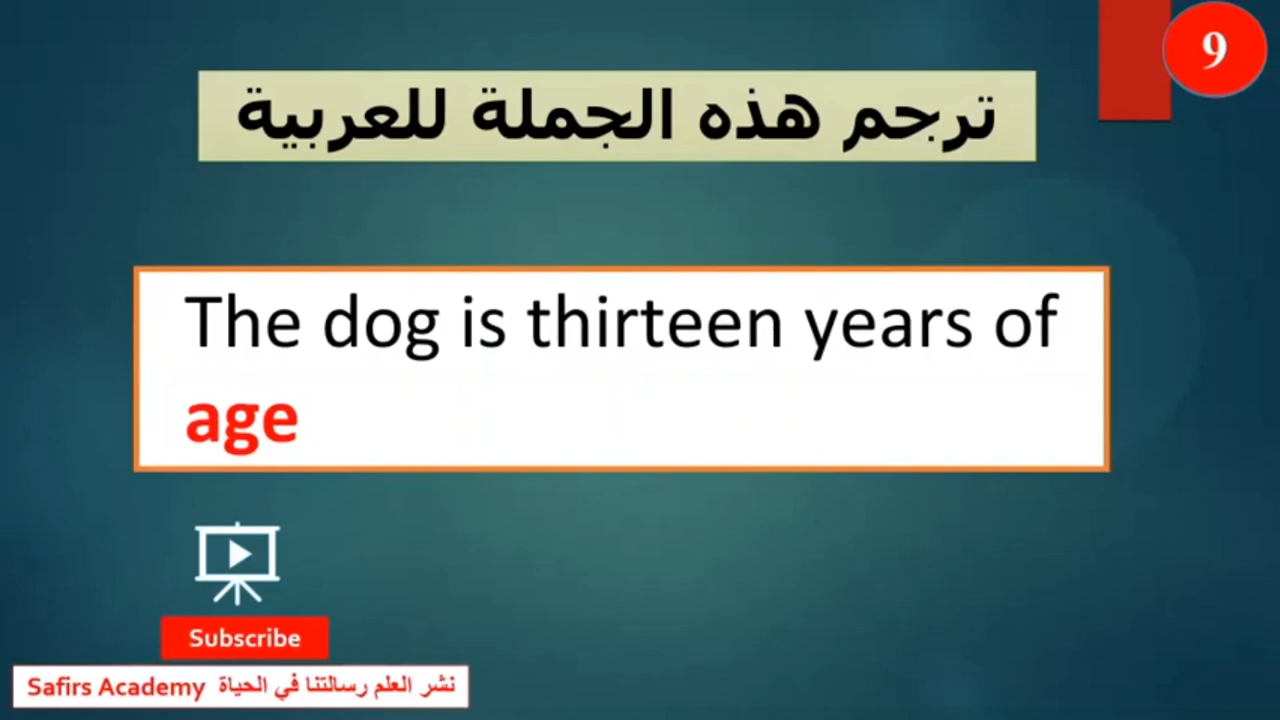 9
ترجم هذه الجملة للعربية
The dog is thirteen years of
age
Subscribe
Safirs Academy نشر العلم رسالتنا في الحياة